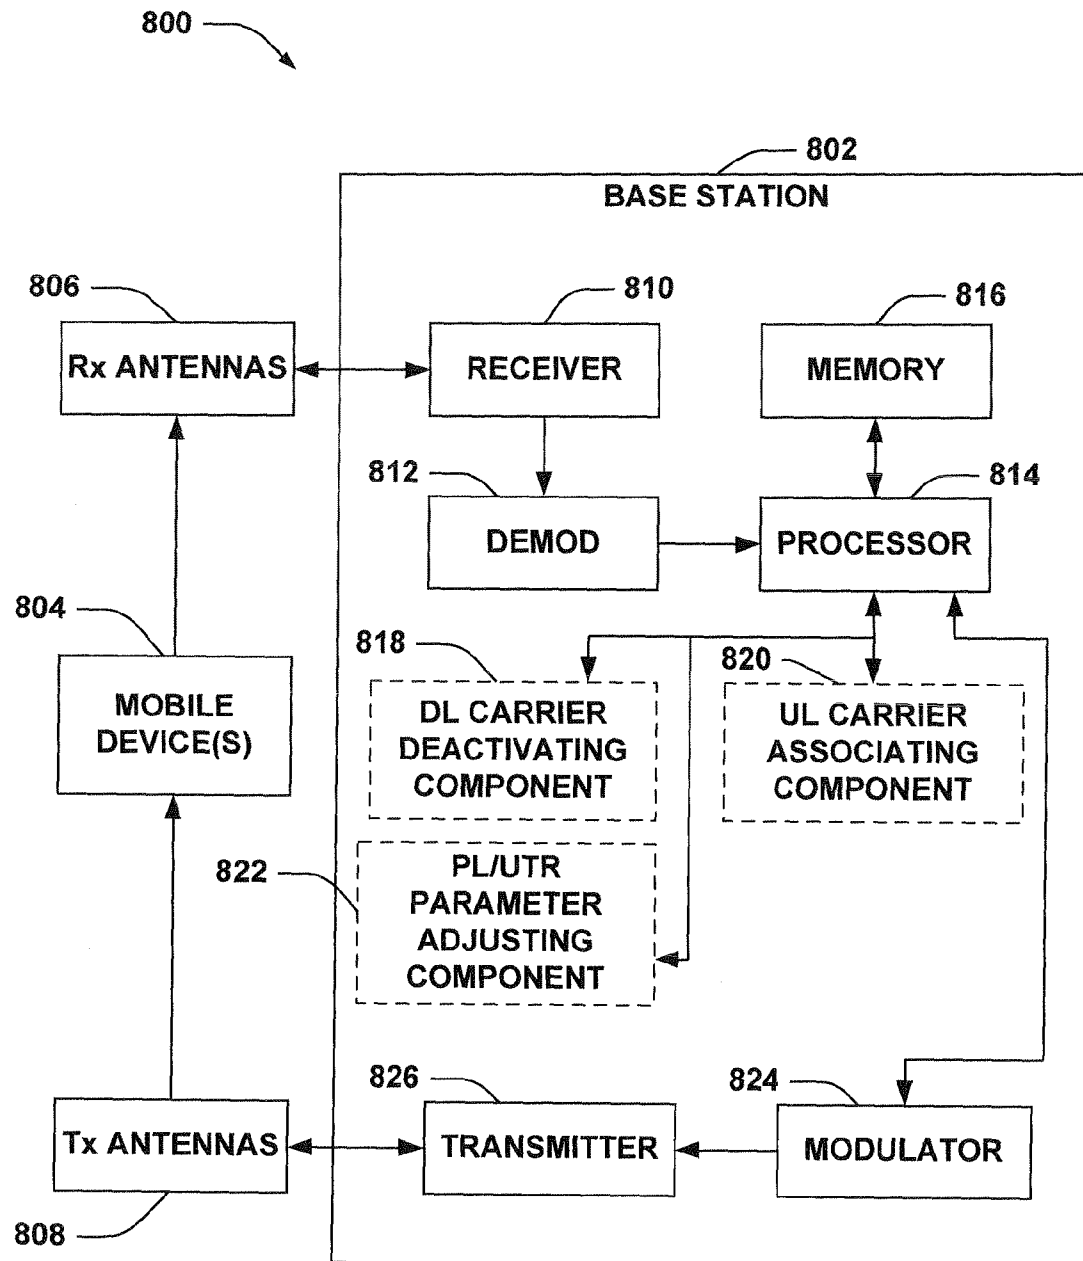 800
802
BASE STATION
806
810
816
Rx ANTENNAS
RECEIVER
MEMORY
812
814
DEMOD
PROCESSOR
804
818
820
MOBILE
DEVICE(S)
DL CARRIER
DEACTIVATING
COMPONENT
UL CARRIER
ASSOCIATING
COMPONENT
822
PL/UTR
PARAMETER
ADJUSTING
COMPONENT
826
824
Tx ANTENNAS
TRANSMITTER
MODULATOR
808